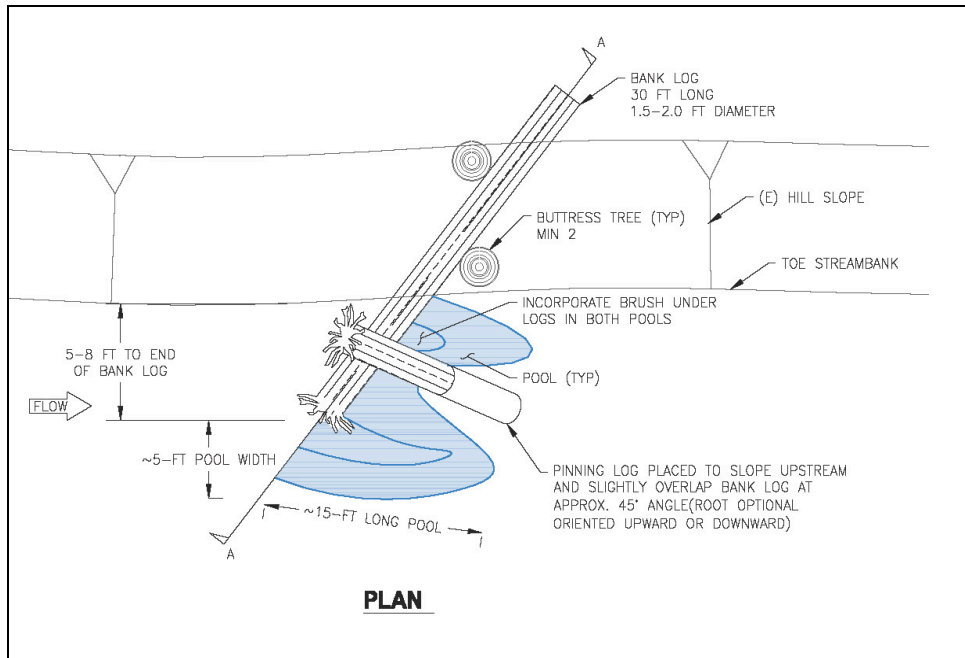 A
BANK LOG
30 FT LONG
1.5-2.0 FT DIAMETER
(E) HILL SLOPE
BUTTRESS TREE (TYP)
MIN 2
TOE STREAMBANK
INCORPORATE BRUSH UNDER
LOGS IN BOTH POOLS
5-8 FT TO END
OF BANK LOG
POOL (TYP)
FLOW
~5-FT POOL WIDTH
PINNING LOG PLACED TO SLOPE UPSTREAM
AND SLIGHTLY OVERLAP BANK LOG AT
APPROX. 45° ANGLE(ROOT OPTIONAL
ORIENTED UPWARD OR DOWNWARD)
~15-FT LONG POOL
A
PLAN